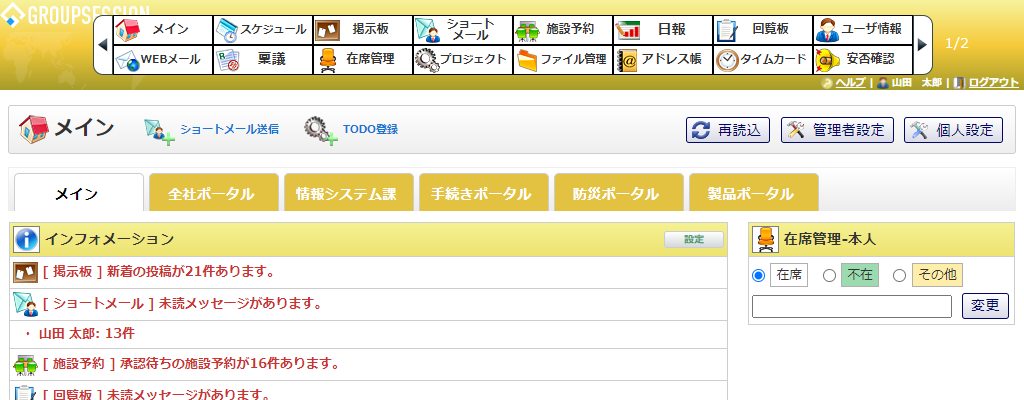 GROUPSESSION
メイン スケジュール 掲示板 ショートメール 施設予約 日報 回覧板 ユーザ情報 1/2
WEBメール 稟議 在席管理 プロジェクト ファイル管理 アドレス帳 タイムカード 安否確認
ヘルプ | 山田 太郎 | ログアウト
メイン ショートメール送信 TODO登録 再読込 管理者設定 個人設定
メイン 全社ポータル 情報システム課 手続きポータル 防災ポータル 製品ポータル
インフォメーション 設定
[ 掲示板 ] 新着の投稿が21件あります。
[ ショートメール ] 未読メッセージがあります。
・ 山田 太郎: 13件
[ 施設予約 ] 承認待ちの施設予約が16件あります。
[ 回覧板 ] 未読メッセージがあります。
在席管理-本人
在席 不在 その他
変更